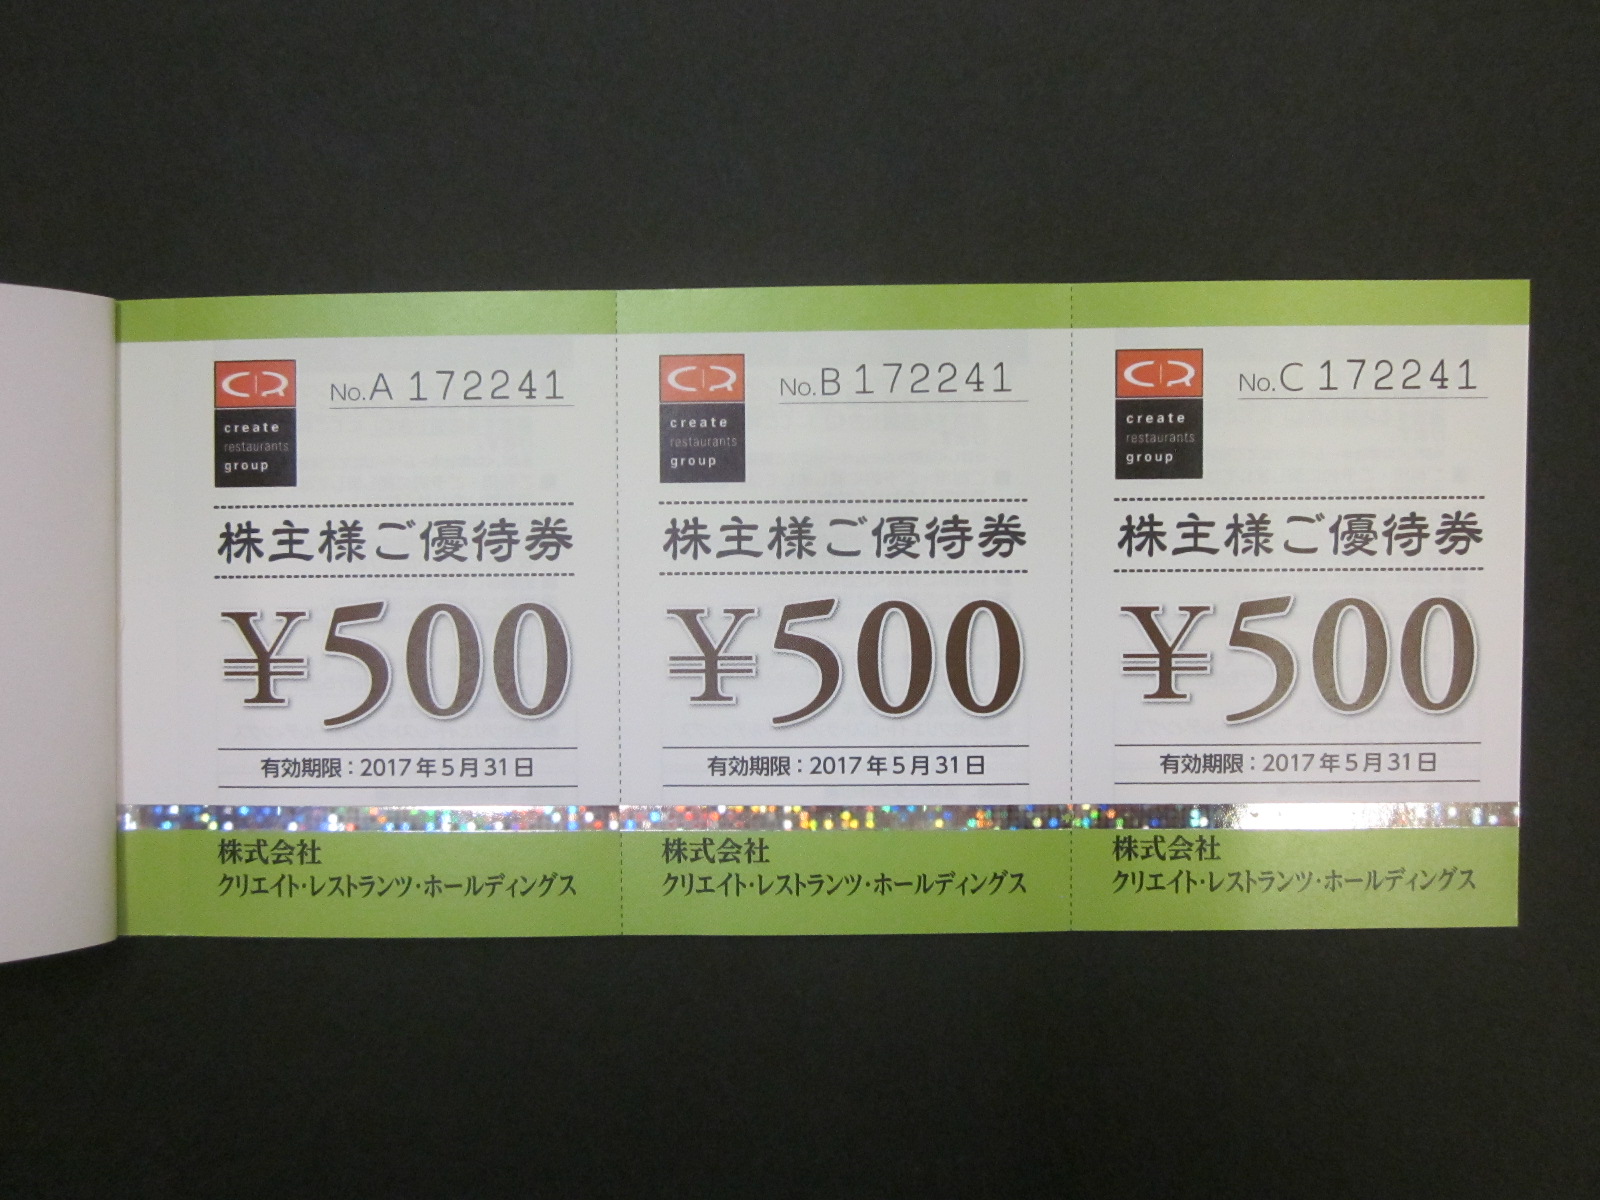 No.A 172241
create
restaurants
group
株主様ご優待券
¥500
有効期限：2017年5月31日
株式会社
クリエイト・レストランツ・ホールディングス
No.B 172241
create
restaurants
group
株主様ご優待券
¥500
有効期限：2017年5月31日
株式会社
クリエイト・レストランツ・ホールディングス
No.C 172241
create
restaurants
group
株主様ご優待券
¥500
有効期限：2017年5月31日
株式会社
クリエイト・レストランツ・ホールディングス